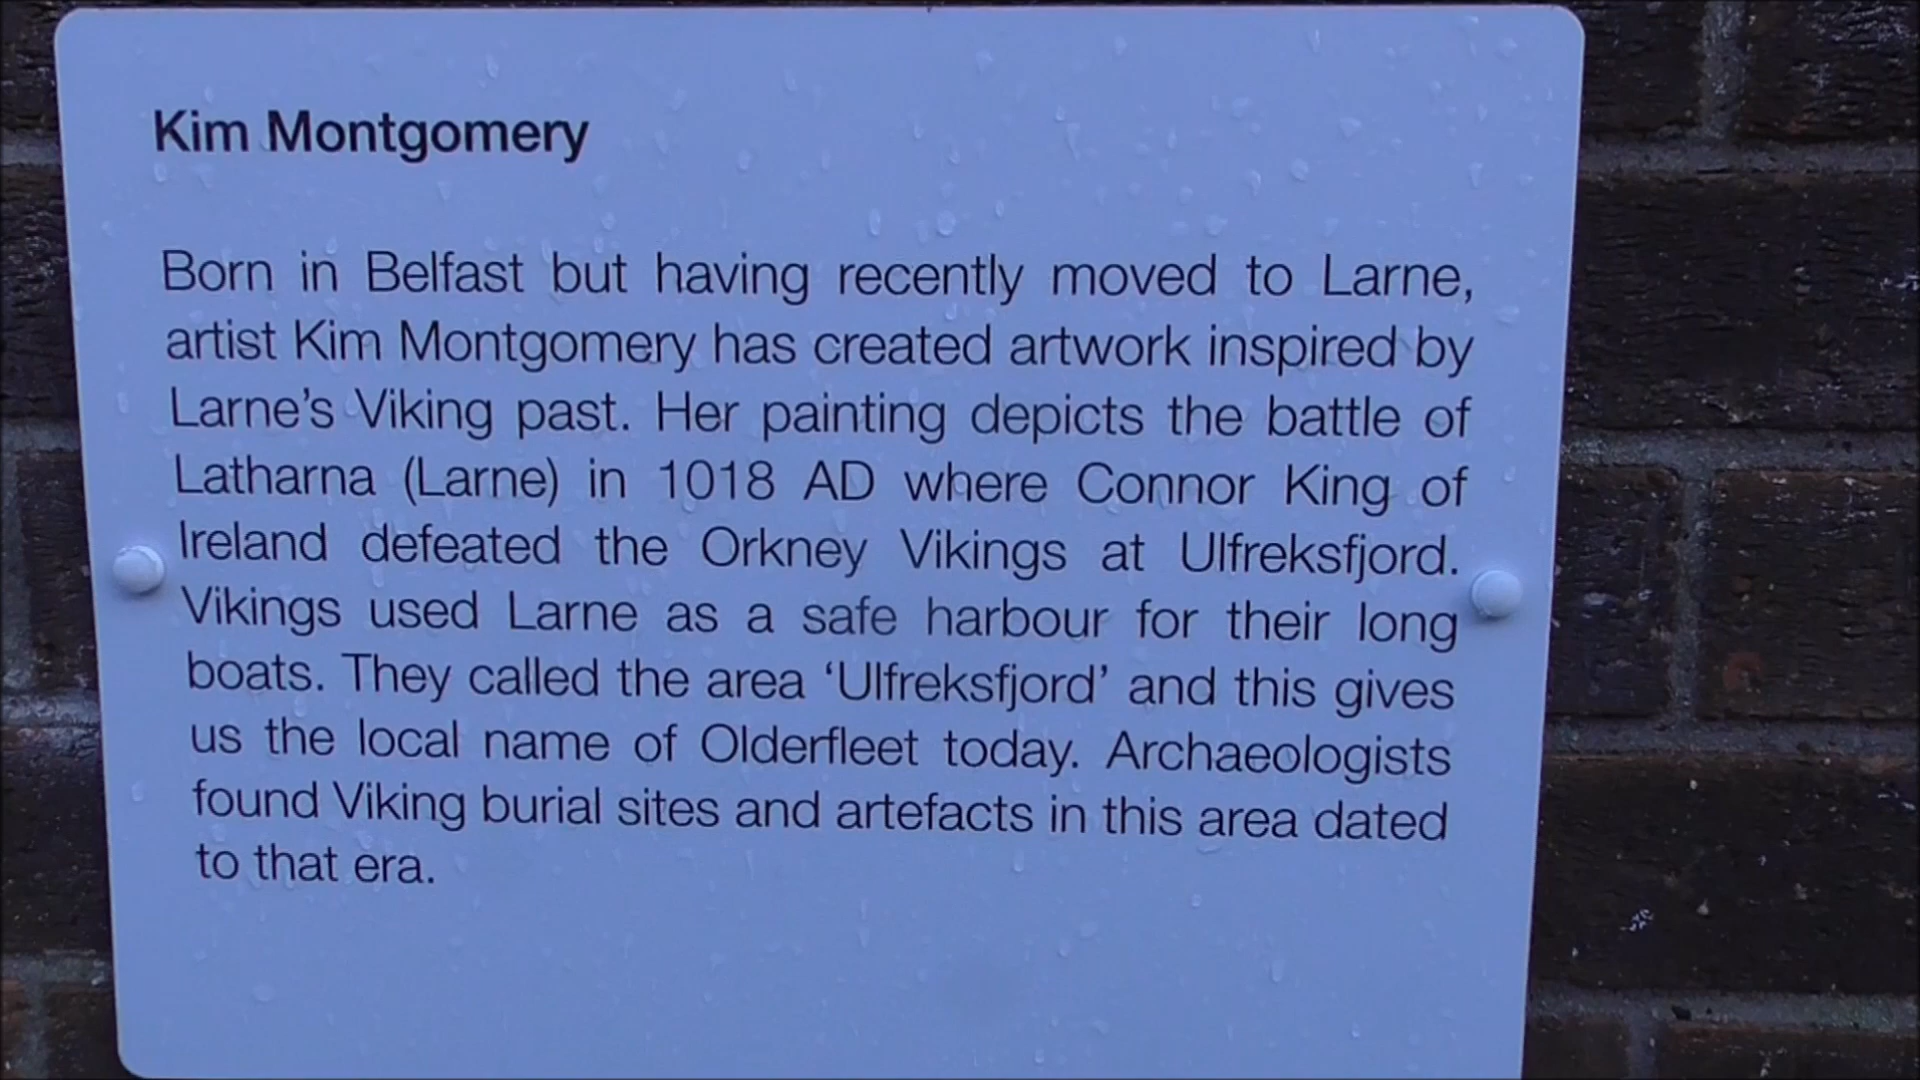 Kim Montgomery
Born in Belfast but having recently moved to Larne,
artist Kim Montgomery has created artwork inspired by
Larne's Viking past. Her painting depicts the battle of
Latharna (Larne) in 1018 AD where Connor King of
Ireland defeated the Orkney Vikings at Ulfreksfjord.
Vikings used Larne as a safe harbour for their long
boats. They called the area ‘Ulfreksfjord’ and this gives
us the local name of Olderfleet today. Archaeologists
found Viking burial sites and artefacts in this area dated
to that era.